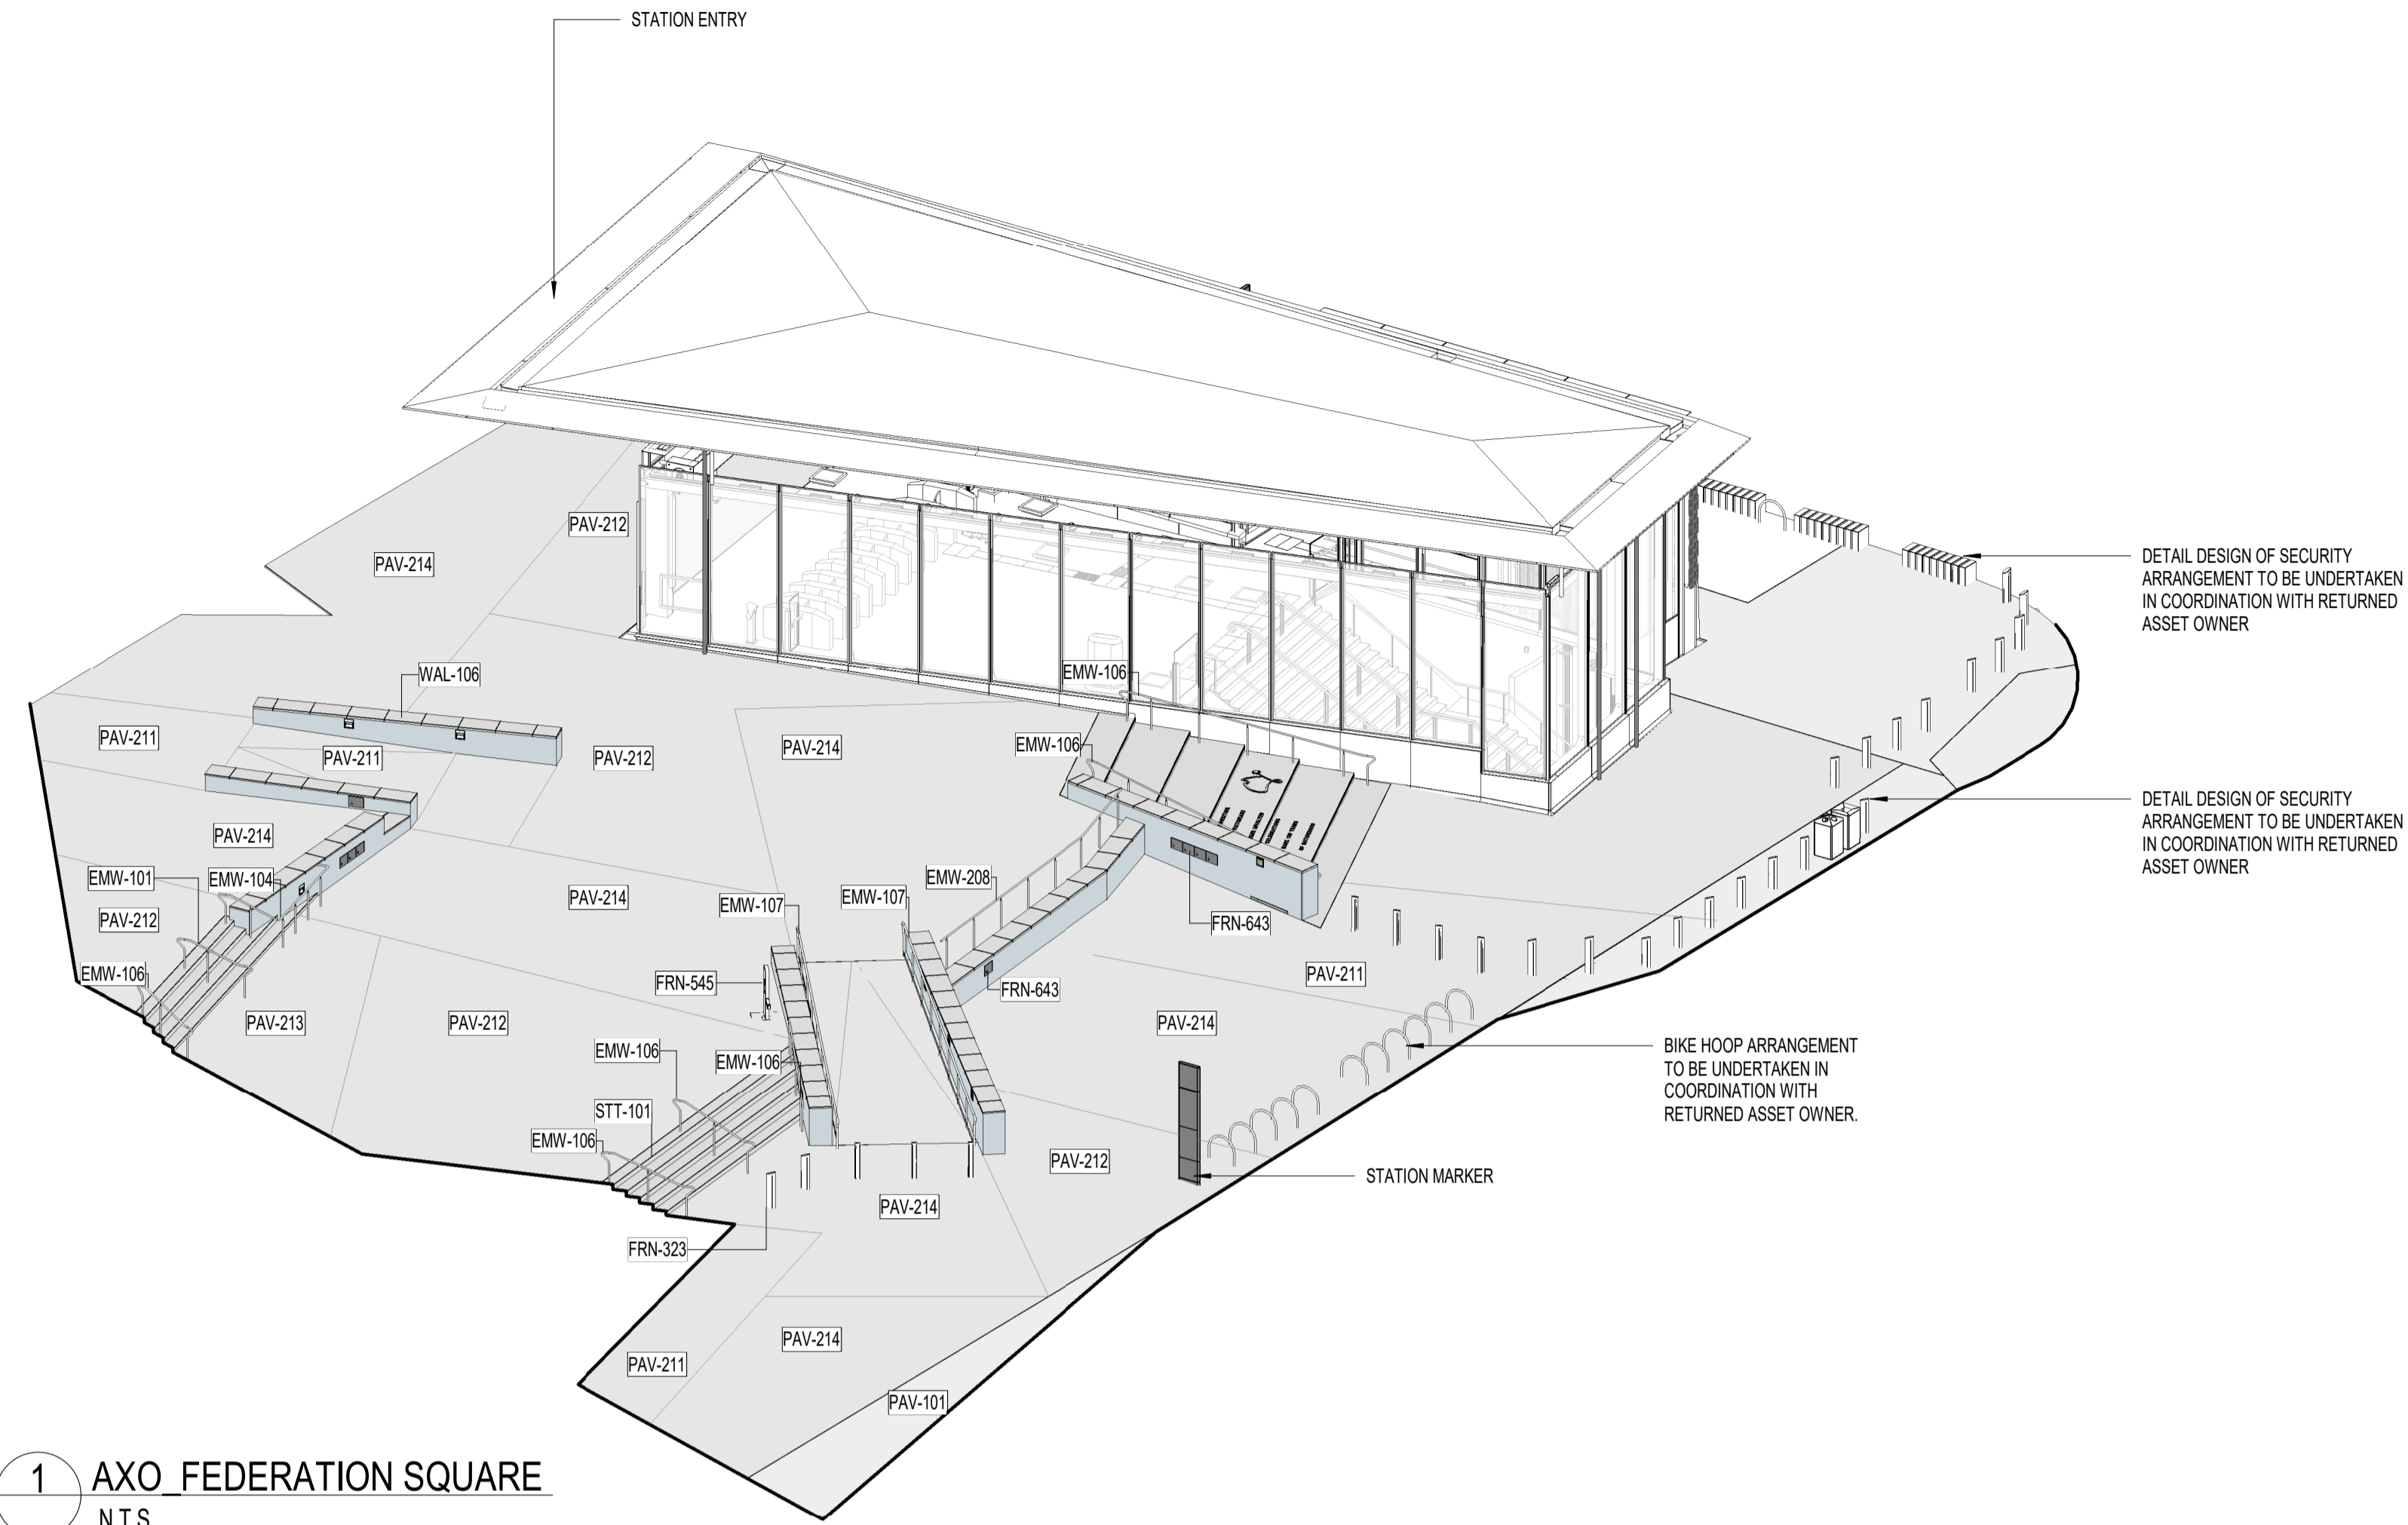 STATION ENTRY
PAV-212
PAV-214
DETAIL DESIGN OF SECURITY
ARRANGEMENT TO BE UNDERTAKEN
IN COORDINATION WITH RETURNED
ASSET OWNER
WAL-106
EMW-106
PAV-211
PAV-211
PAV-212
PAV-214
EMW-106
DETAIL DESIGN OF SECURITY
ARRANGEMENT TO BE UNDERTAKEN
IN COORDINATION WITH RETURNED
ASSET OWNER
PAV-214
EMW-101
EMW-104
EMW-208
PAV-214
EMW-107
EMW-107
PAV-212
FRN-643
EMW-106
FRN-545
FRN-643
PAV-211
PAV-213
PAV-212
PAV-214
EMW-106
EMW-106
BIKE HOOP ARRANGEMENT
TO BE UNDERTAKEN IN
COORDINATION WITH
RETURNED ASSET OWNER.
STT-101
EMW-106
PAV-212
STATION MARKER
PAV-214
FRN-323
PAV-214
PAV-211
PAV-101
1
AXO_FEDERATION SQUARE
N.T.S